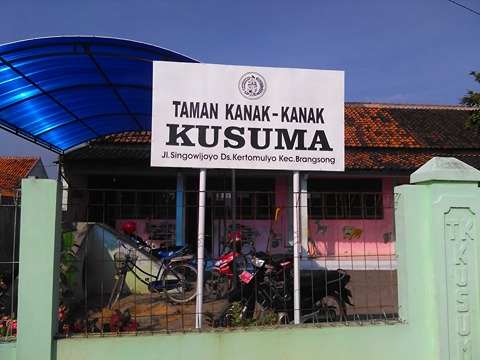 TAMAN KANAK-KANAK
KUSUMA
Jl.Singowijoyo Ds.Kertomulyo Kec.Brangsong
TK KUSUMA